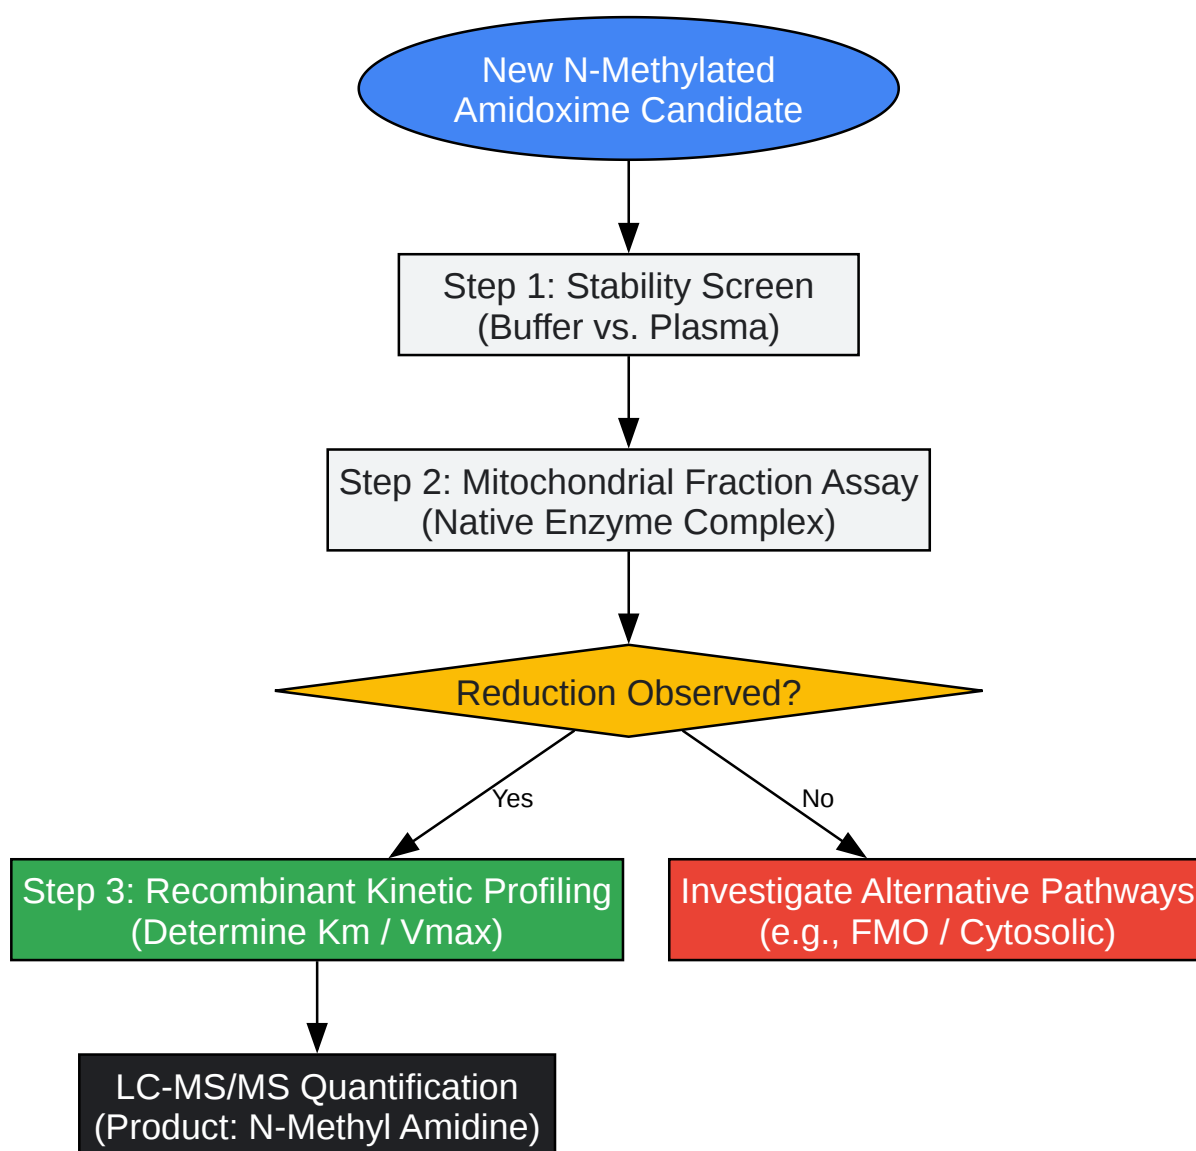 New N-Methylated
Amidoxime Candidate
Step 1: Stability Screen
(Buffer vs. Plasma)
Step 2: Mitochondrial Fraction Assay
(Native Enzyme Complex)
Reduction Observed?
Yes
No
Step 3: Recombinant Kinetic Profiling
(Determine Km / Vmax)
Investigate Alternative Pathways
(e.g., FMO / Cytosolic)
LC-MS/MS Quantification
(Product: N-Methyl Amidine)